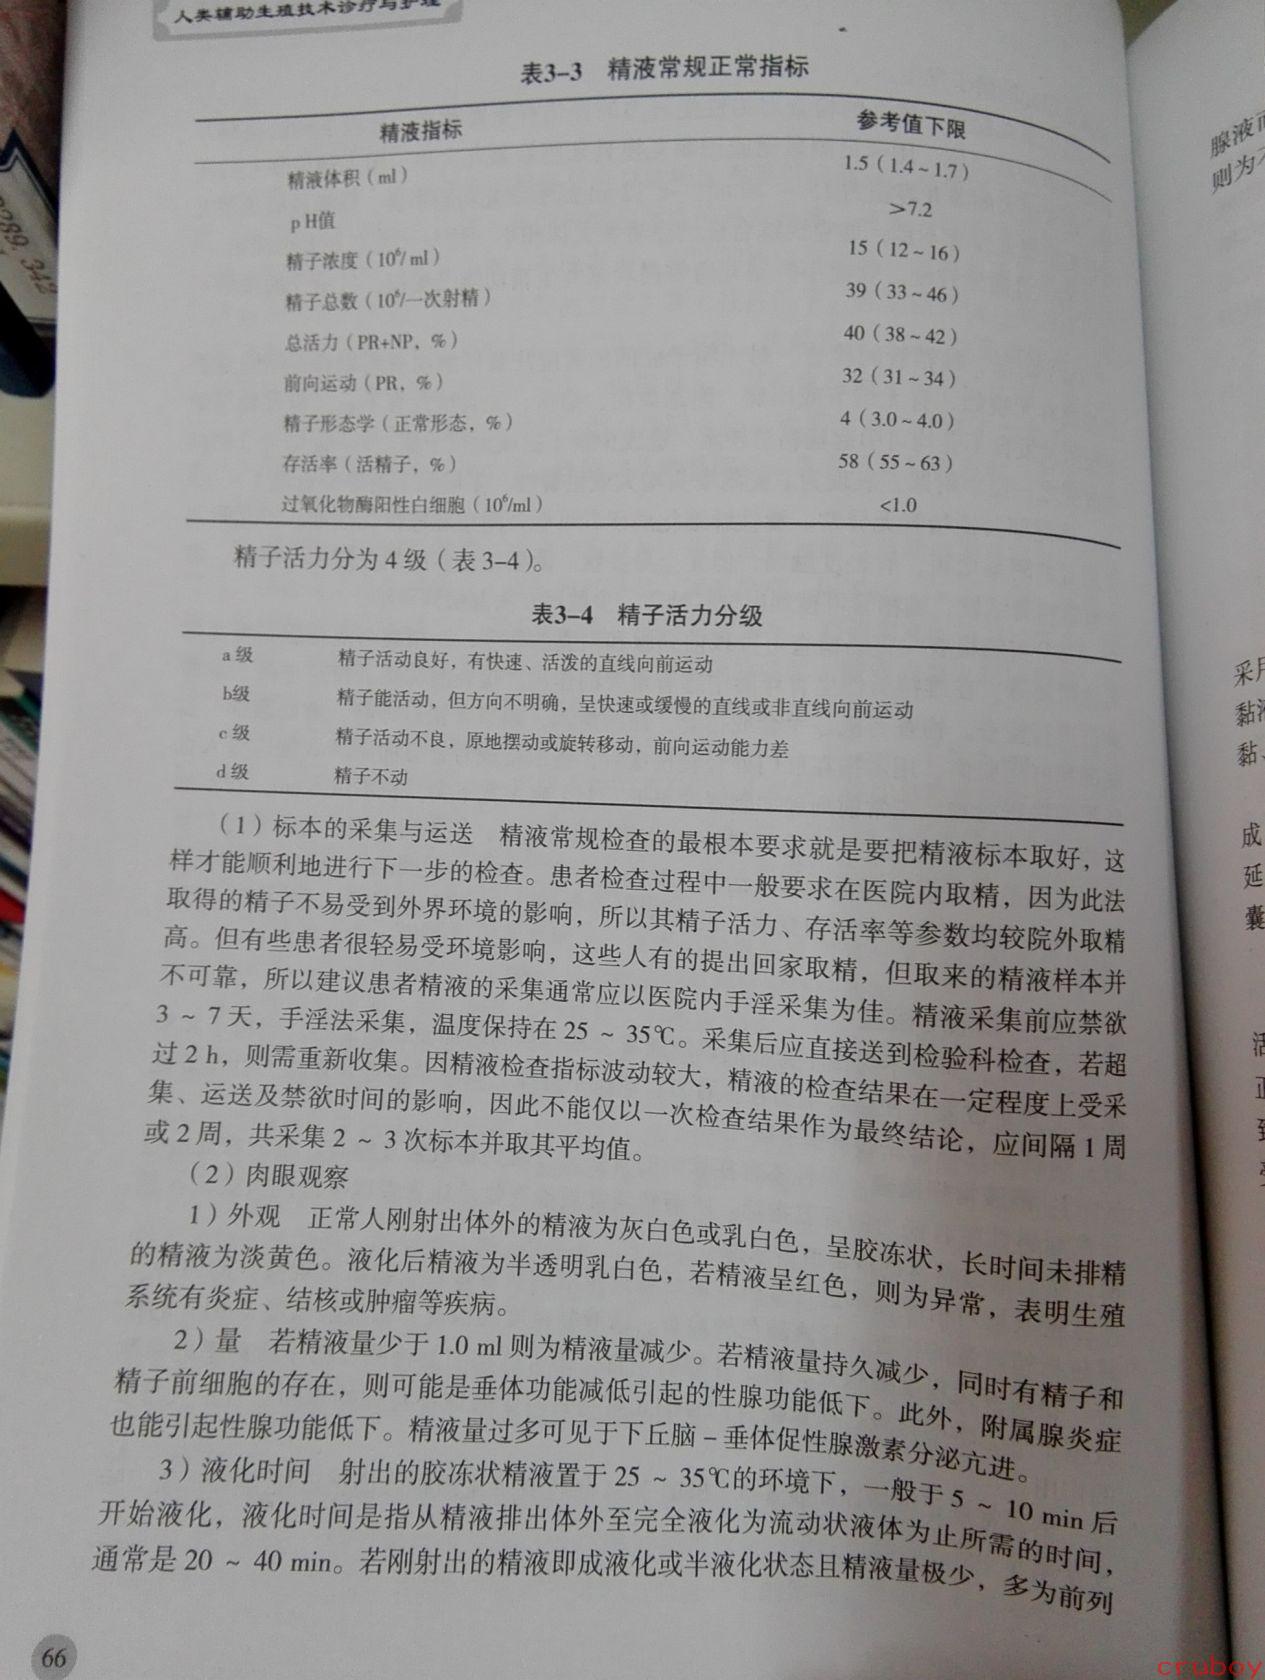 人类辅助生殖技术诊疗与护理
表3-3 精液常规正常指标
精液指标 参考值下限
精液体积（ml） 1.5（1.4~1.7）
pH值 >7.2
精子浓度（10⁶/ml） 15（12~16）
精子总数（10⁶/一次射精） 39（33~46）
总活力（PR+NP，%） 40（38~42）
前向运动（PR，%） 32（31~34）
精子形态学（正常形态，%） 4（3.0~4.0）
存活率（活精子，%） 58（55~63）
过氧化物酶阳性白细胞（10⁶/ml） <1.0
精子活力分为4级（表3-4）。
表3-4 精子活力分级
a级 精子活动良好，有快速、活泼的直线向前运动
b级 精子能活动，但方向不明确，呈快速或缓慢的直线或非直线向前运动
c级 精子活动不良，原地摆动或旋转移动，前向运动能力差
d级 精子不动
（1）标本的采集与运送 精液常规检查的最根本要求就是要把精液标本取好，这
样才能顺利地进行下一步的检查。患者检查过程中一般要求在医院内取精，因为此法
取得的精子不易受到外界环境的影响，所以其精子活力、存活率等参数均较院外取精
高。但有些患者很轻易受环境影响，这些人有的提出回家取精，但取来的精液样本并
不可靠，所以建议患者精液的采集通常应以医院内手淫采集为佳。精液采集前应禁欲
3~7天，手淫法采集，温度保持在25~35℃。采集后应直接送到检验科检查，若超
过2h，则需重新收集。因精液检查指标波动较大，精液的检查结果在一定程度上受采
集、运送及禁欲时间的影响，因此不能仅以一次检查结果作为最终结论，应间隔1周
或2周，共采集2~3次标本并取其平均值。
（2）肉眼观察
1）外观 正常人刚射出体外的精液为灰白色或乳白色，呈胶冻状，长时间未排精
的精液为淡黄色。液化后精液为半透明乳白色，若精液呈红色，则为异常，表明生殖
系统有炎症、结核或肿瘤等疾病。
2）量 若精液量少于1.0 ml则为精液量减少。若精液量持久减少，同时有精子和
精子前细胞的存在，则可能是垂体功能减低引起的性腺功能低下。此外，附属腺炎症
也能引起性腺功能低下。精液量过多可见于下丘脑-垂体促性腺激素分泌亢进。
3）液化时间 射出的胶冻状精液置于25~35℃的环境下，一般于5~10 min后
开始液化，液化时间是指从精液排出体外至完全液化为流动状液体为止所需的时间，
通常是20~40 min。若刚射出的精液即成液化或半液化状态且精液量极少，多为前列
66
腺液
则为
采用
黏
黏、
成
延
囊
289.342
cruboy